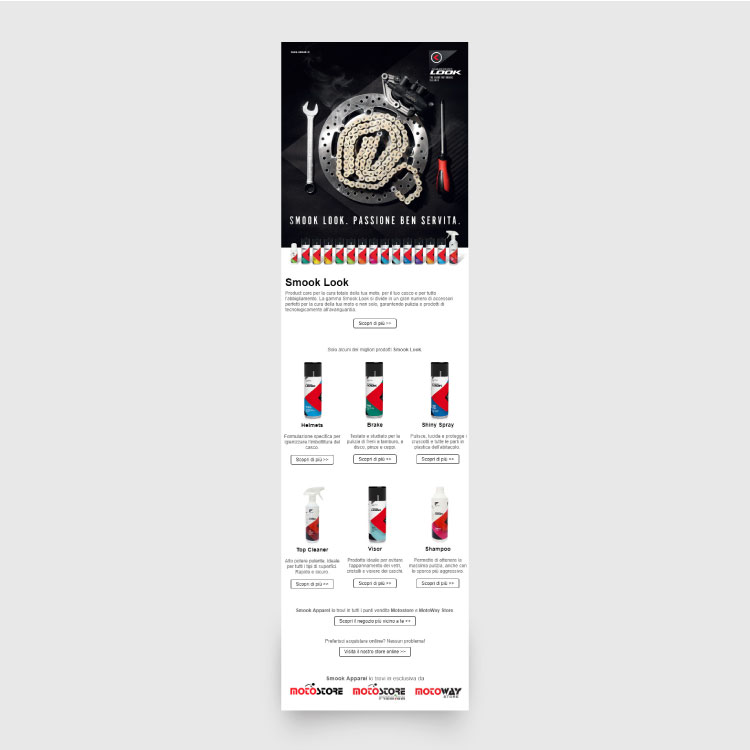 LOOK
SMOOK LOOK. PASSIONE BEN SERVITA.
Smook Look
Product care per la cura totale della tua moto, per il tuo casco e per tutto
l'abbigliamento. La gamma Smook Look si divide in un gran numero di accessori
perfetti per la cura della tua moto e non solo, garantendo pulizia e prodotti di
tecnologicamente all'avanguardia.
Scopri di più >>
Solo alcuni dei migliori prodotti Smook Look.
Helmets
Brake
Shiny Spray
Formulazione specifica per
igienizzare l'imbottitura del
casco.
Testato e studiato per la
pulizia di freni a tamburo, a
disco, pinze e ceppi.
Pulisce, lucida e protegge i
cruscotti e tutte le parti in
plastica dell'abitacolo.
Scopri di più >>
Scopri di più >>
Scopri di più >>
Top Cleaner
Visor
Shampoo
Alto potere pulente, ideale
per tutti i tipi di superfici.
Rapido e sicuro.
Prodotto ideale per evitare
l'appannamento dei vetri,
cristalli e visiere dei caschi.
Permette di ottenere la
massima pulizia, anche con
lo sporco più aggressivo.
Scopri di più >>
Scopri di più >>
Scopri di più >>
Smook Apparel la trovi in tutti i punti vendita Motostore e MotoWay Store
Scopri il negozio più vicino a te >>
Preferisci acquistare online? Nessun problema!
Visita il nostro store online >>
Smook Apparel lo trovi in esclusiva da
MOTOSTORE
MOTOSTORE
MOTOWAY
STORE